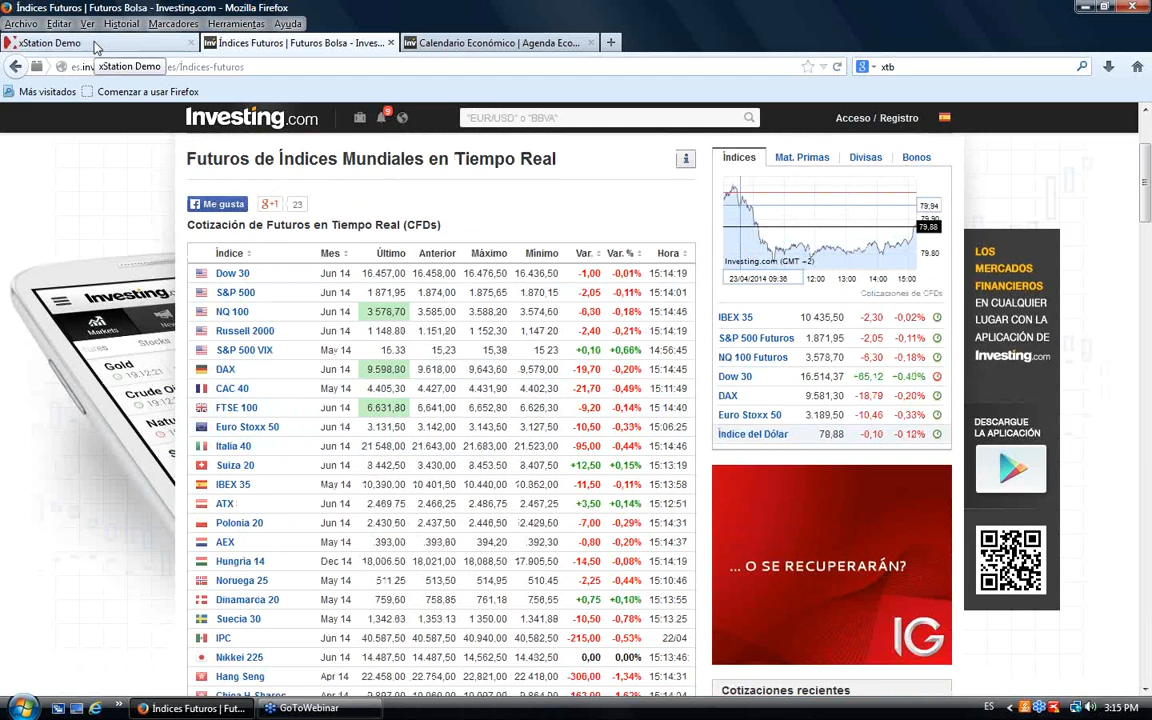 Índices Futuros | Futuros Bolsa - Investing.com - Mozilla Firefox
Archivo Editar Ver Historial Marcadores Herramientas Ayuda
xStation Demo
Índices Futuros | Futuros Bolsa - Inves...
Calendario Económico | Agenda Eco...
es.inv
xStation Demo
es/Índices-futuros
xtb
Más visitados Comenzar a usar Firefox
Investing.com
9
"EUR/USD" o "BBVA"
Acceso / Registro
Futuros de Índices Mundiales en Tiempo Real
i
Me gusta
g+1
23
Cotización de Futuros en Tiempo Real (CFDs)
Índice Mes Último Anterior Máximo Mínimo Var. Var. % Hora
Dow 30 Jun 14 16.457,00 16.458,00 16.476,50 16.436,50 -1,00 -0,01% 15:14:19
S&P 500 Jun 14 1.871,95 1.874,00 1.875,65 1.870,15 -2,05 -0,11% 15:14:01
NQ 100 Jun 14 3.578,70 3.585,00 3.588,20 3.574,60 -6,30 -0,18% 15:14:45
Russell 2000 Jun 14 1.148,80 1.151,20 1.152,30 1,147.20 -2,40 -0,21% 15:14:19
S&P 500 VIX May 14 15,33 15,23 15,38 15,23 +0,10 +0,66% 14:56:45
DAX Jun 14 9.598,80 9.618,00 9,643,60 9,579,00 -19,70 -0,20% 15:14:45
CAC 40 May 14 4.405,30 4.427,00 4.431,90 4.402,30 -21,70 -0,49% 15:11:49
FTSE 100 Jun 14 6.631,80 6,641,00 6,652,80 6.626,30 -9,20 -0,14% 15:14:40
Euro Stoxx 50 Jun 14 3.131,50 3.142,00 3.143,50 3.127,50 -10,50 -0,33% 15:06:25
Italia 40 Jun 14 21.548,00 21.643,00 21.683,00 21.523,00 -95,00 -0,44% 15:14:46
Suiza 20 Jun 14 8.442,50 8.430,00 8.453,50 8.407,50 +12,50 +0,15% 15:13:19
IBEX 35 May 14 10,390,00 10.401,50 10,440,00 10.352,00 -11,50 -0,11% 15:13:58
ATX Jun 14 2.469,75 2.466,25 2.486,75 2.457,25 +3,50 +0,14% 15:12:51
Polonia 20 Jun 14 2.430,50 2.437,50 2.446,50 2.429,50 -7,00 -0,29% 15:14:31
AEX May 14 393,00 393,80 394,20 392,30 -0,80 -0,20% 15:14:37
Hungria 14 Dec 14 18,006,50 18,021,00 18,088,50 17.905,50 -14,50 -0,08% 15:14:19
Noruega 25 May 14 511,25 513,50 514,95 510,45 -2,25 -0,44% 15:10:46
Dinamarca 20 May 14 759,60 758,85 761,18 756,55 +0,75 +0,10% 15:13:55
Suecia 30 May 14 1.342,63 1.353,13 1.350,00 1.341,88 -10,50 -0,78% 15:13:25
IPC Jun 14 40.587,50 40.587,50 40.940,00 40,582,50 -215,00 -0,53% 22/04
Nikkei 225 Jun 14 14.487,50 14.487,50 14,562,50 14.432,50 0,00 0,00% 15:13:46
Hang Seng Apr 14 22.458,00 22.754,00 22,821,00 22.418,00 -306,00 -1,34% 15:14:31
China H-Shares
Índices Mat. Primas Divisas Bonos
79,94
79,90
79,88
79.80
Investing.com (GMT +2)
23/04/2014 09:36
12:00 13:00 14:00 15:00
Cotizaciones de CFDs
IBEX 35 10.435,50 -2,30 -0,02%
S&P 500 Futuros 1.871,95 -2,05 -0,11%
NQ 100 Futuros 3.578,70 -6,30 -0,18%
Dow 30 16.514,37 +65,12 +0.40%
DAX 9.581,30 -18,79 -0.20%
Euro Stoxx 50 3.189,50 -10,46 -0.33%
Índice del Dólar 79,88 -0,10 -0 12%
... O SE RECUPERARÁN?
IG
Cotizaciones recientes
LOS
MERCADOS
FINANCIEROS
EN CUALQUIER
LUGAR CON LA
APLICACIÓN DE
Investing.com
DESCARGUE
LA APLICACIÓN
Investing
Markets
Stocks
Gold
19.12.21
Crude O
19.12
Natu
Índices Futuros | Fut...
GoToWebinar
ES
3:15 PM